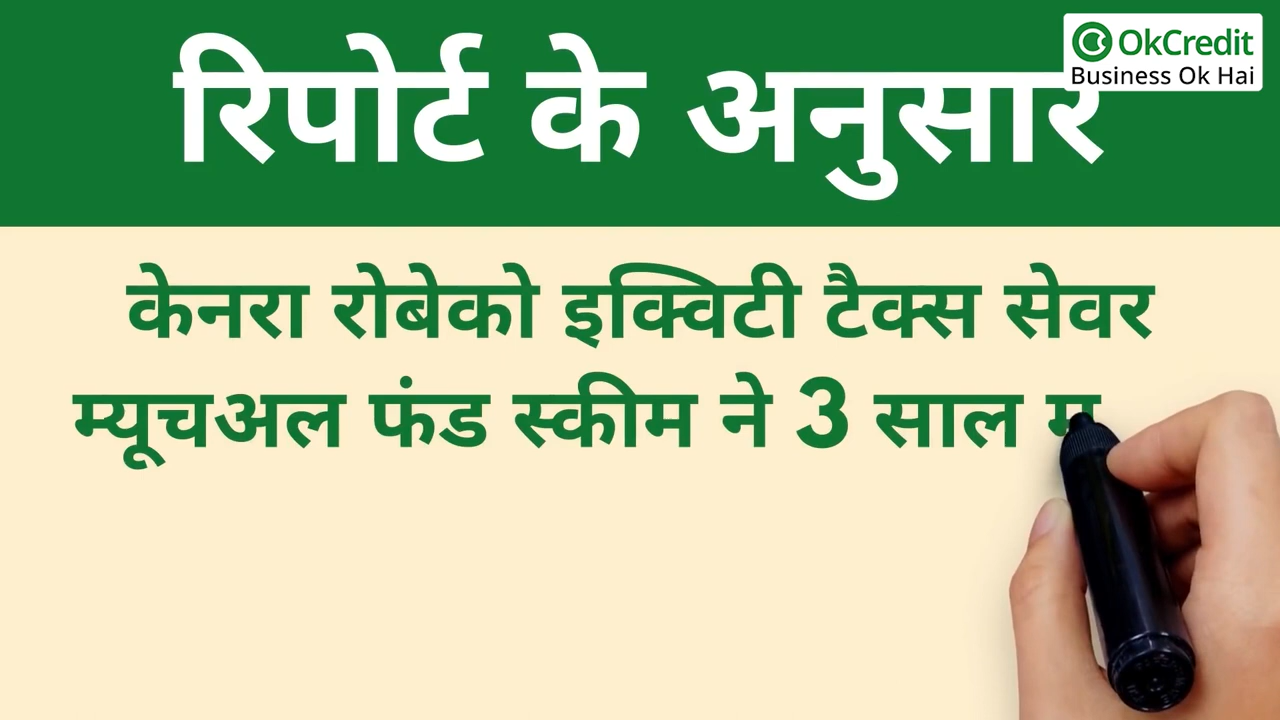 रिपोर्ट के अनुसार
OkCredit
Business Ok Hai
केनरा रोबेको इक्विटी टैक्स सेवर
म्यूचअल फंड स्कीम ने 3 साल